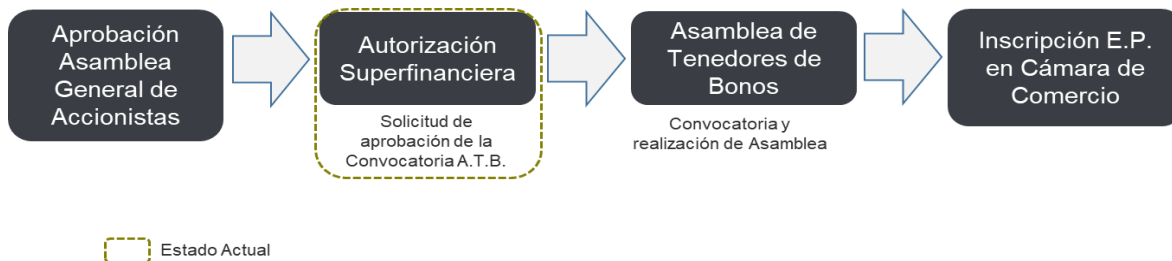 Aprobación
Asamblea
General de
Accionistas
Autorización
Superfinanciera
Solicitud de
aprobación de la
Convocatoria A.T.B.
Asamblea de
Tenedores de
Bonos
Convocatoria y
realización de Asamblea
Inscripción E.P.
en Cámara de
Comercio
Estado Actual